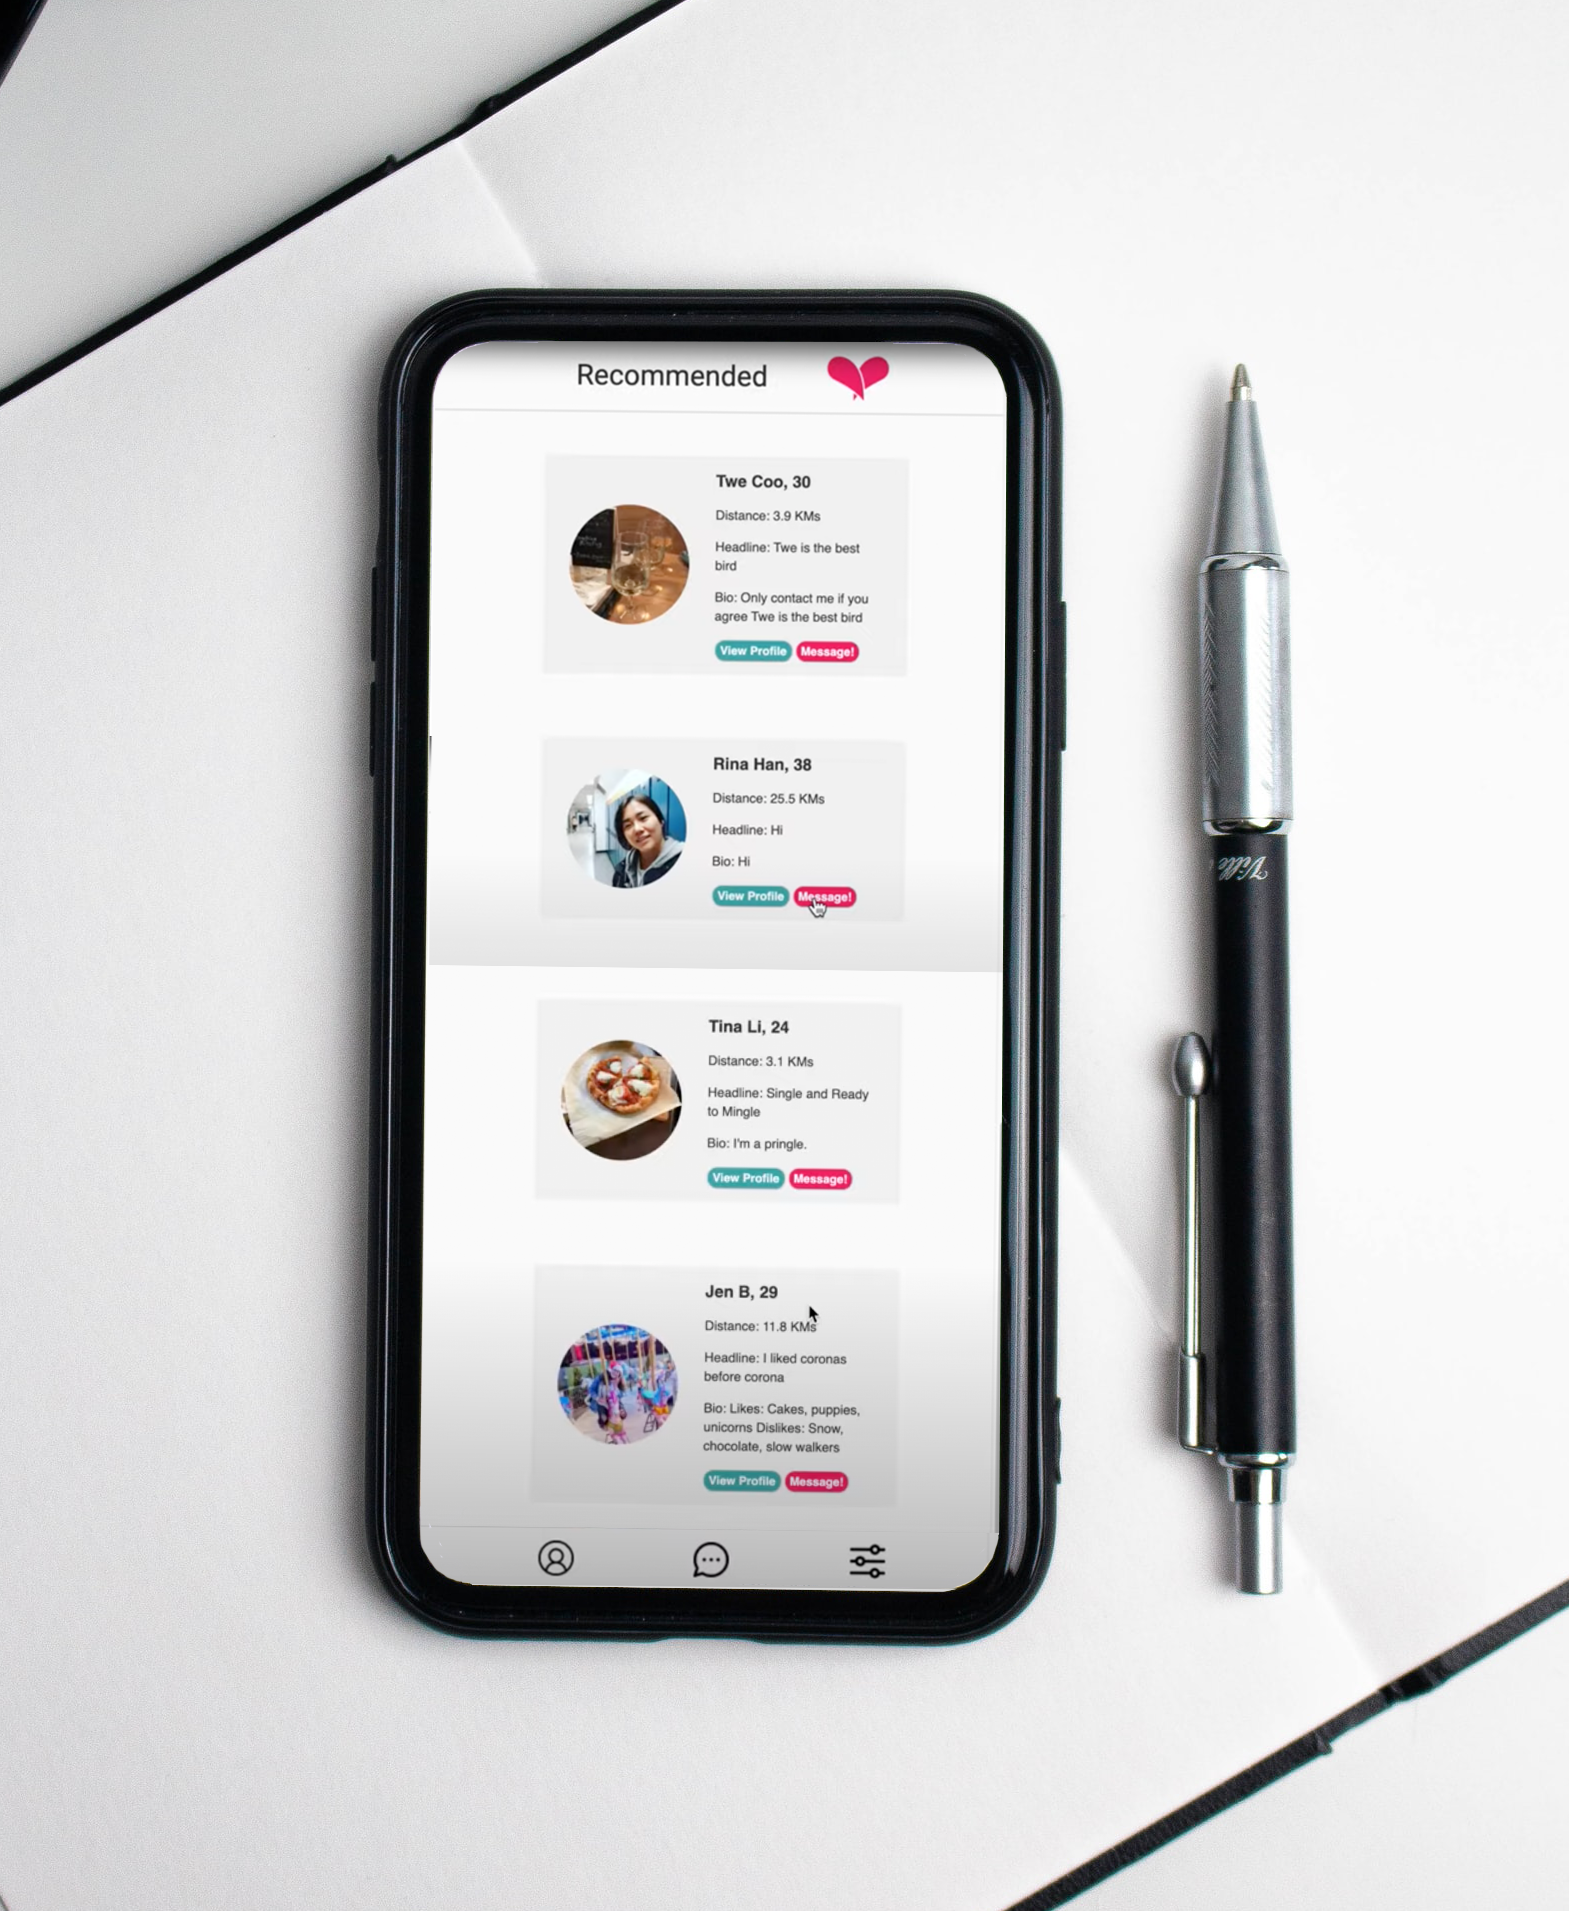 Recommended
Twe Coo, 30
Distance: 3.9 KMs
Headline: Twe is the best
bird
Bio: Only contact me if you
agree Twe is the best bird
View Profile Message!
Rina Han, 38
Distance: 25.5 KMs
Headline: Hi
Bio: Hi
View Profile Message!
Tina Li, 24
Distance: 3.1 KMs
Headline: Single and Ready
to Mingle
Bio: I'm a pringle.
View Profile Message!
Jen B, 29
Distance: 11.8 KMs
Headline: I liked coronas
before corona
Bio: Likes: Cakes, puppies,
unicorns Dislikes: Snow,
chocolate, slow walkers
View Profile Message!
Ville